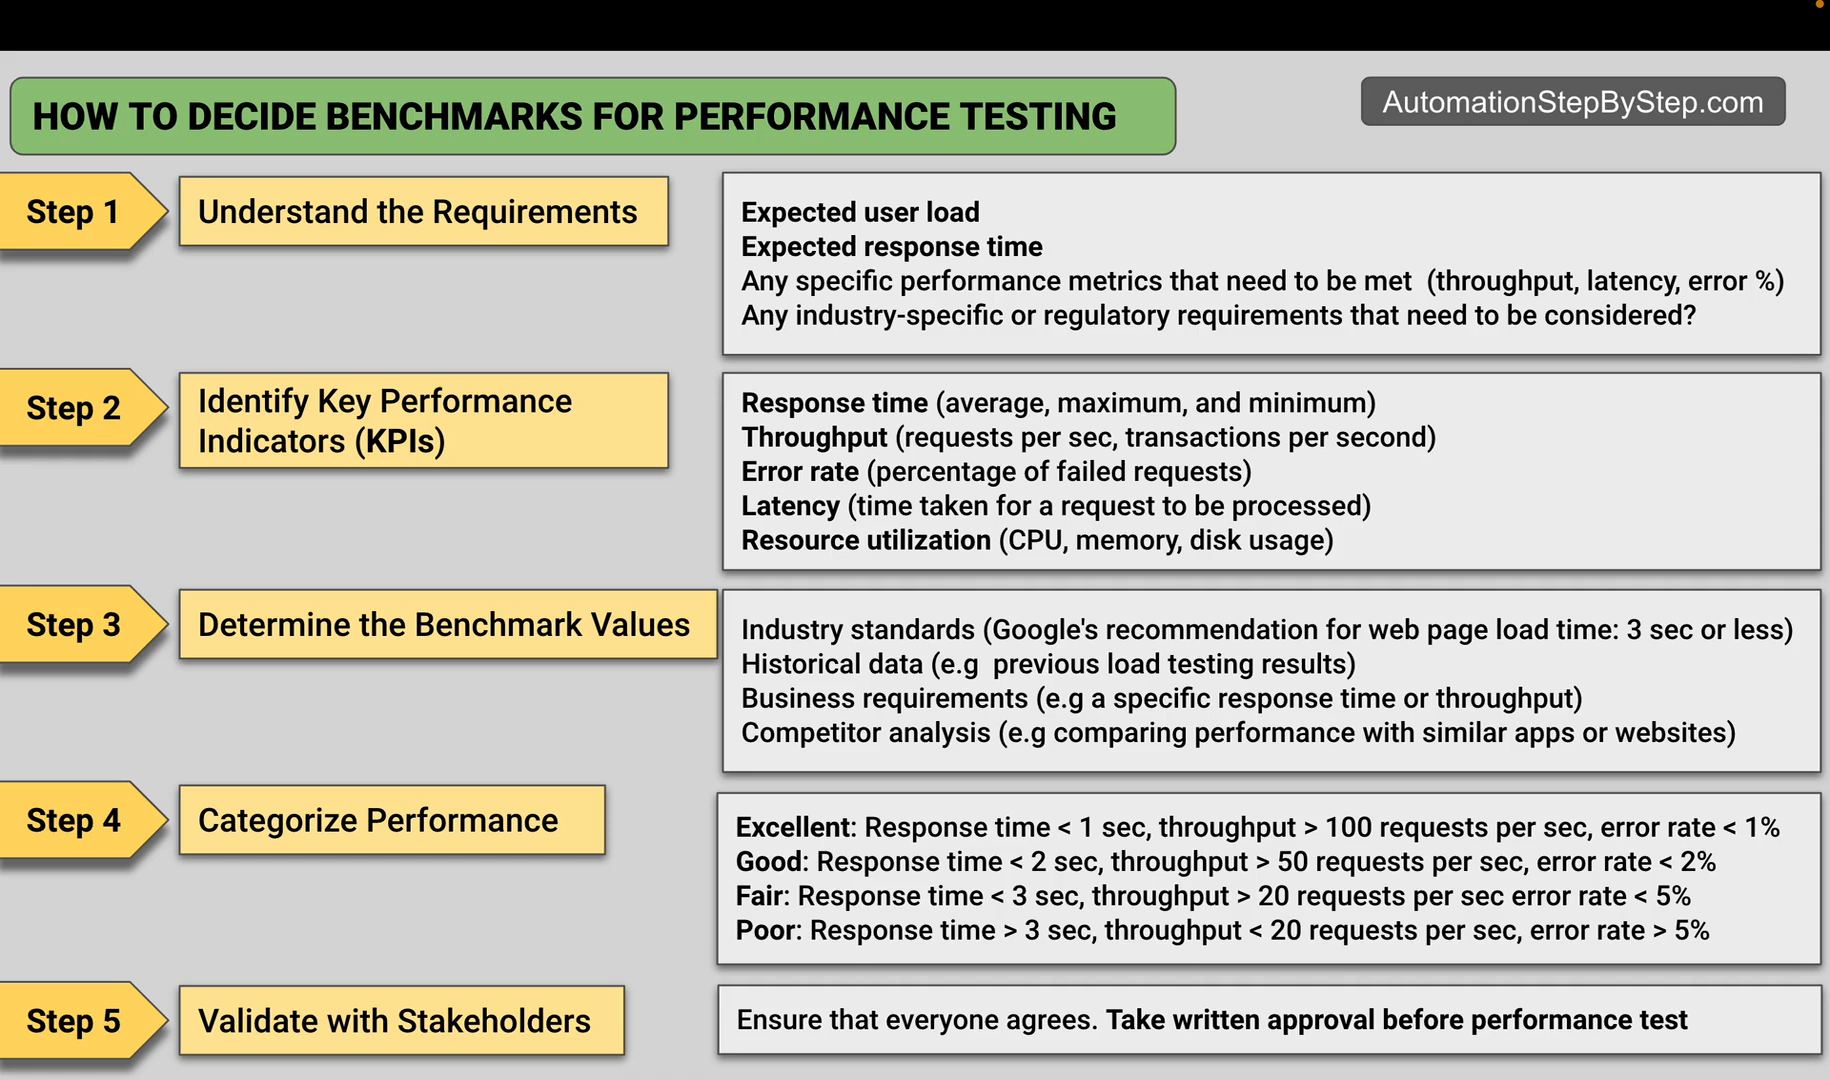 HOW TO DECIDE BENCHMARKS FOR PERFORMANCE TESTING
AutomationStepByStep.com
Step 1
Understand the Requirements
Expected user load
Expected response time
Any specific performance metrics that need to be met  (throughput, latency, error %)
Any industry-specific or regulatory requirements that need to be considered?
Step 2
Identify Key Performance
Indicators (KPIs)
Response time (average, maximum, and minimum)
Throughput (requests per sec, transactions per second)
Error rate (percentage of failed requests)
Latency (time taken for a request to be processed)
Resource utilization (CPU, memory, disk usage)
Step 3
Determine the Benchmark Values
Industry standards (Google's recommendation for web page load time: 3 sec or less)
Historical data (e.g  previous load testing results)
Business requirements (e.g a specific response time or throughput)
Competitor analysis (e.g comparing performance with similar apps or websites)
Step 4
Categorize Performance
Excellent: Response time < 1 sec, throughput > 100 requests per sec, error rate < 1%
Good: Response time < 2 sec, throughput > 50 requests per sec, error rate < 2%
Fair: Response time < 3 sec, throughput > 20 requests per sec error rate < 5%
Poor: Response time > 3 sec, throughput < 20 requests per sec, error rate > 5%
Step 5
Validate with Stakeholders
Ensure that everyone agrees. Take written approval before performance test